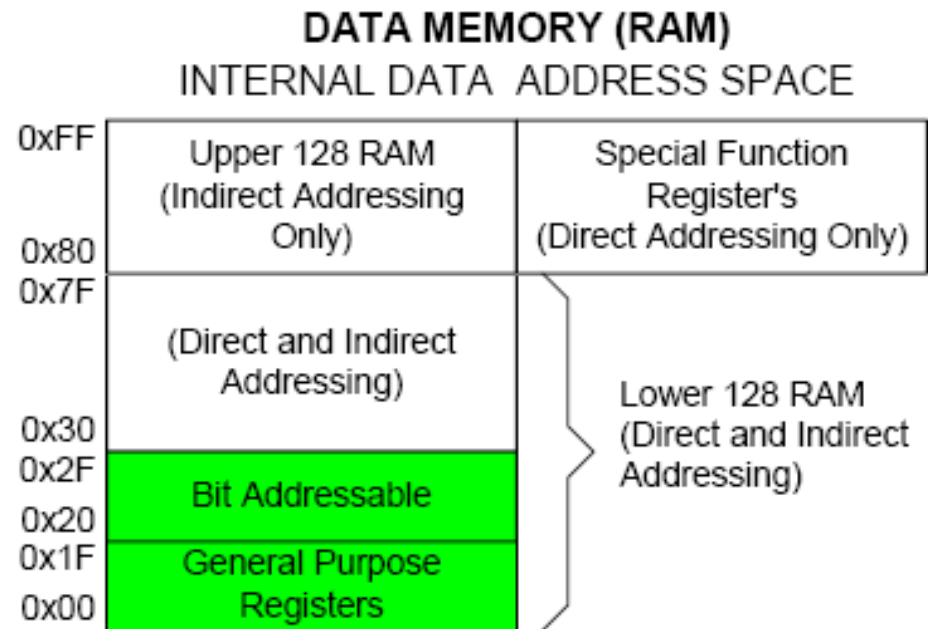 DATA MEMORY (RAM)
INTERNAL DATA ADDRESS SPACE
0xFF
Upper 128 RAM
(Indirect Addressing
Only)
0x80
Special Function
Register's
(Direct Addressing Only)
0x7F
(Direct and Indirect
Addressing)
0x30
0x2F
Bit Addressable
0x20
0x1F
General Purpose
Registers
0x00
Lower 128 RAM
(Direct and Indirect
Addressing)